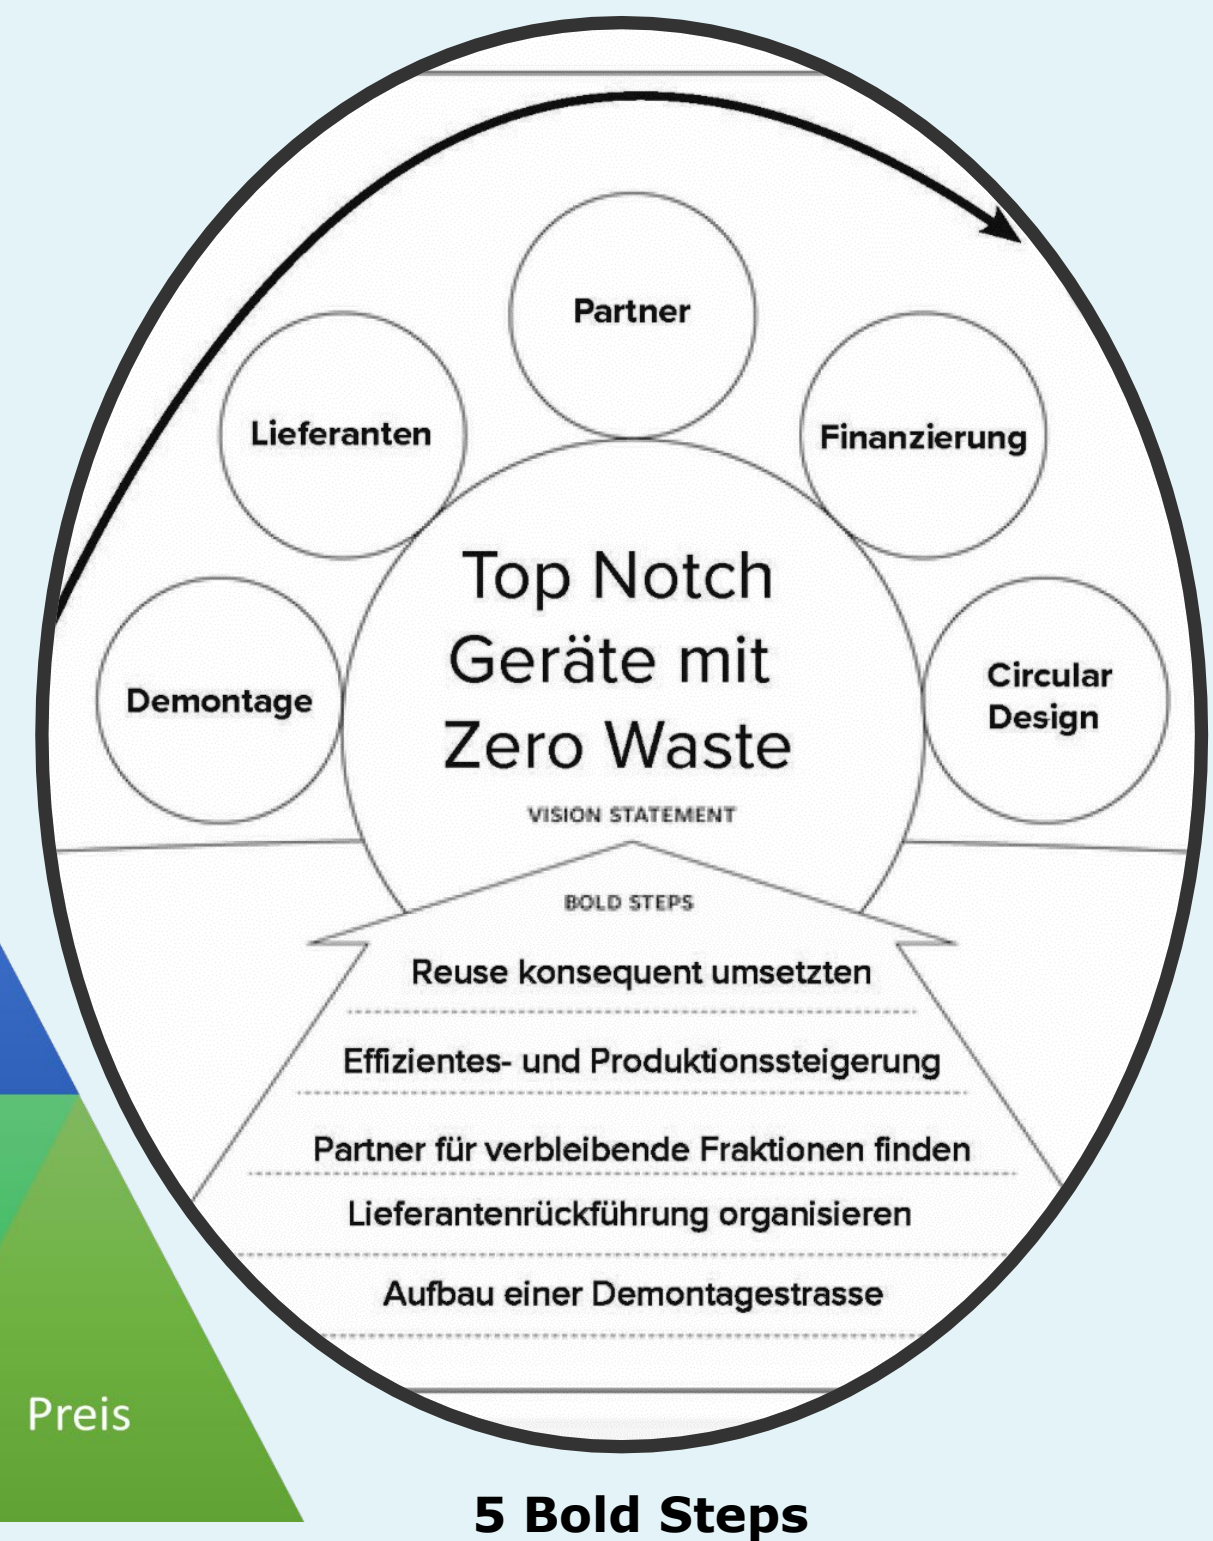 Partner
Lieferanten
Finanzierung
Demontage
Circular
Design
Top Notch
Geräte mit
Zero Waste
VISION STATEMENT
BOLD STEPS
Reuse konsequent umsetzten
Effizientes- und Produktionssteigerung
Partner für verbleibende Fraktionen finden
Lieferantenrückführung organisieren
Aufbau einer Demontagestrasse
Preis
5 Bold Steps